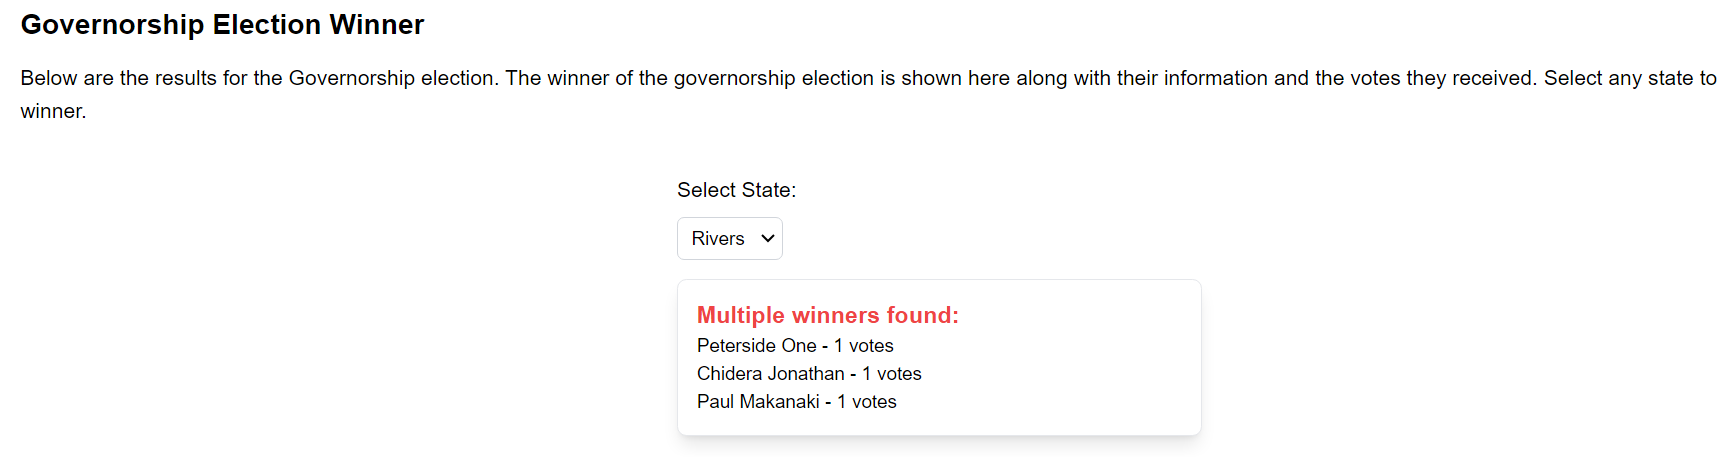 Governorship Election Winner
Below are the results for the Governorship election. The winner of the governorship election is shown here along with their information and the votes they received. Select any state to
winner.
Select State:
Rivers
Multiple winners found:
Peterside One - 1 votes
Chidera Jonathan - 1 votes
Paul Makanaki - 1 votes